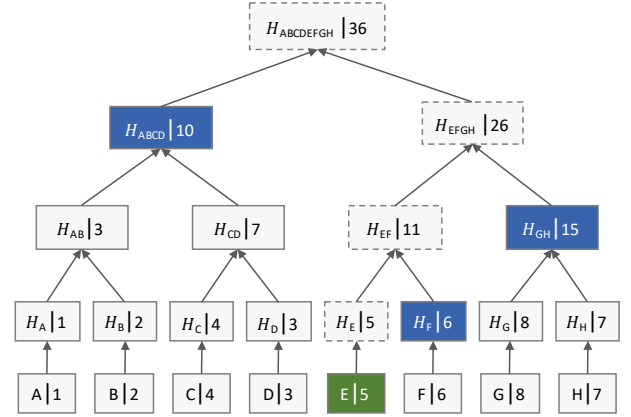 H_ABCDEFGH|36
H_ABCD|10
H_EFGH|26
H_AB|3
H_CD|7
H_EF|11
H_GH|15
H_A|1
H_B|2
H_C|4
H_D|3
H_E|5
H_F|6
H_G|8
H_H|7
A|1
B|2
C|4
D|3
E|5
F|6
G|8
H|7